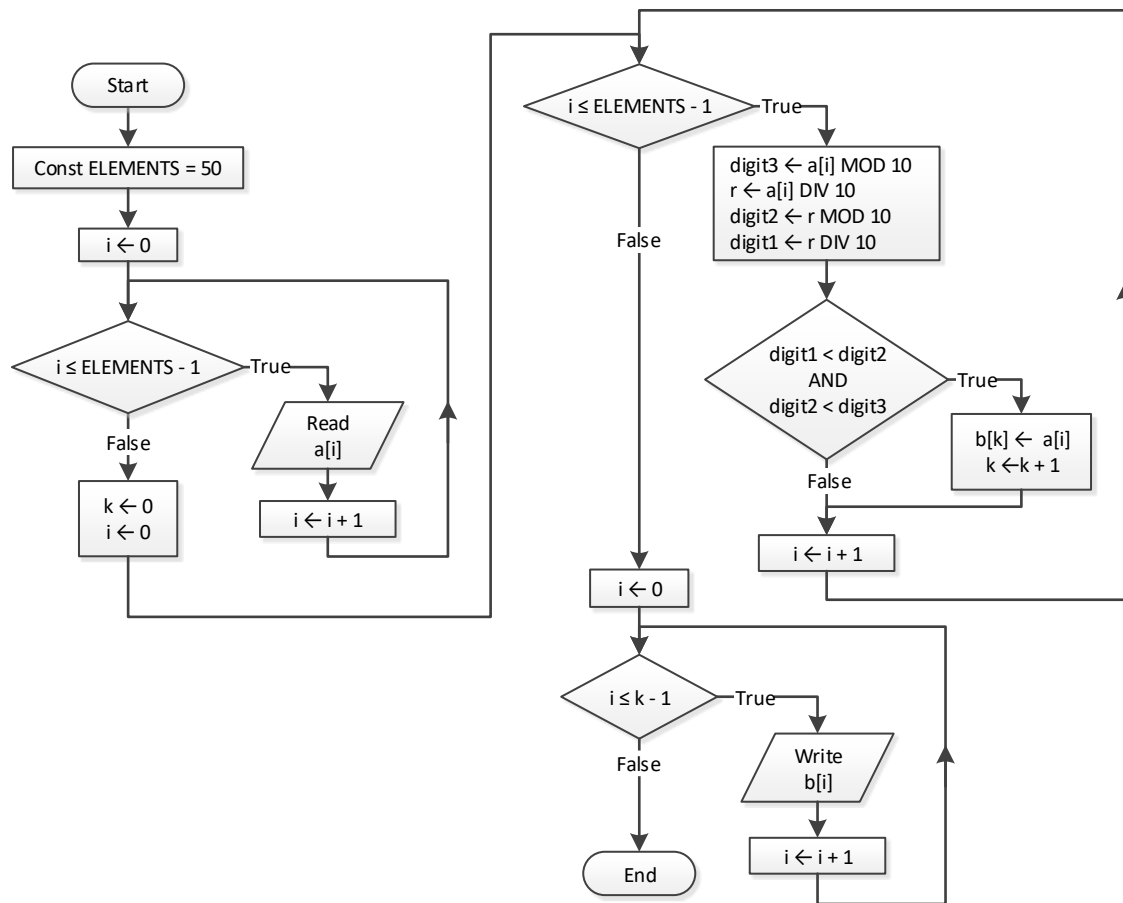 Start
Const ELEMENTS = 50
i ← 0
i ≤ ELEMENTS - 1
True
Read
a[i]
i ← i + 1
False
k ← 0
i ← 0
i ≤ ELEMENTS - 1
True
digit3 ← a[i] MOD 10
r ← a[i] DIV 10
digit2 ← r MOD 10
digit1 ← r DIV 10
digit1 < digit2
AND
digit2 < digit3
True
b[k] ← a[i]
k ←k + 1
False
i ← i + 1
False
i ← 0
i ≤ k - 1
True
Write
b[i]
i ← i + 1
False
End